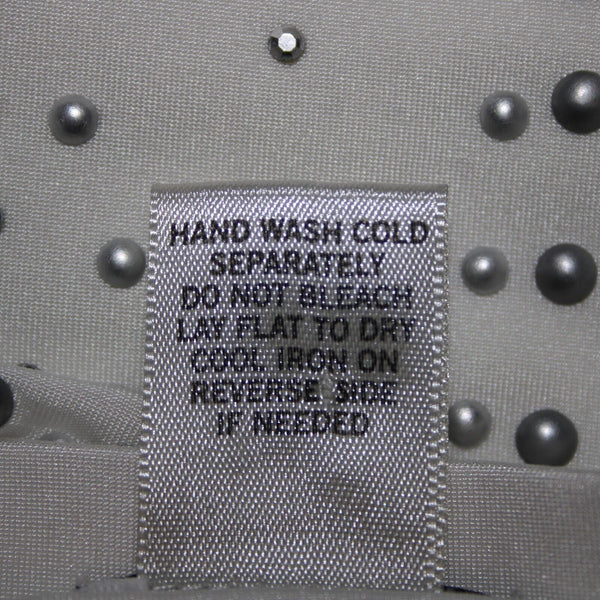 HAND WASH COLD
SEPARATELY
DO NOT BLEACH
LAY FLAT TO DRY
COOL IRON ON
REVERSE SIDE
IF NEEDED